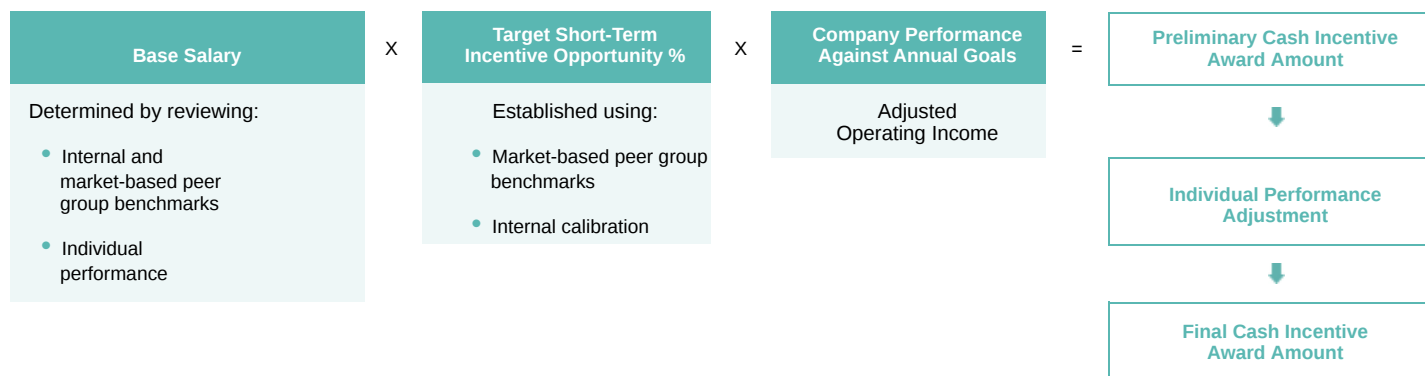 Base Salary
X
Target Short-Term
Incentive Opportunity %
X
Company Performance
Against Annual Goals
=
Preliminary Cash Incentive
Award Amount
Determined by reviewing:
• Internal and
market-based peer
group benchmarks
• Individual
performance
Established using:
• Market-based peer group
benchmarks
• Internal calibration
Adjusted
Operating Income
Individual Performance
Adjustment
Final Cash Incentive
Award Amount